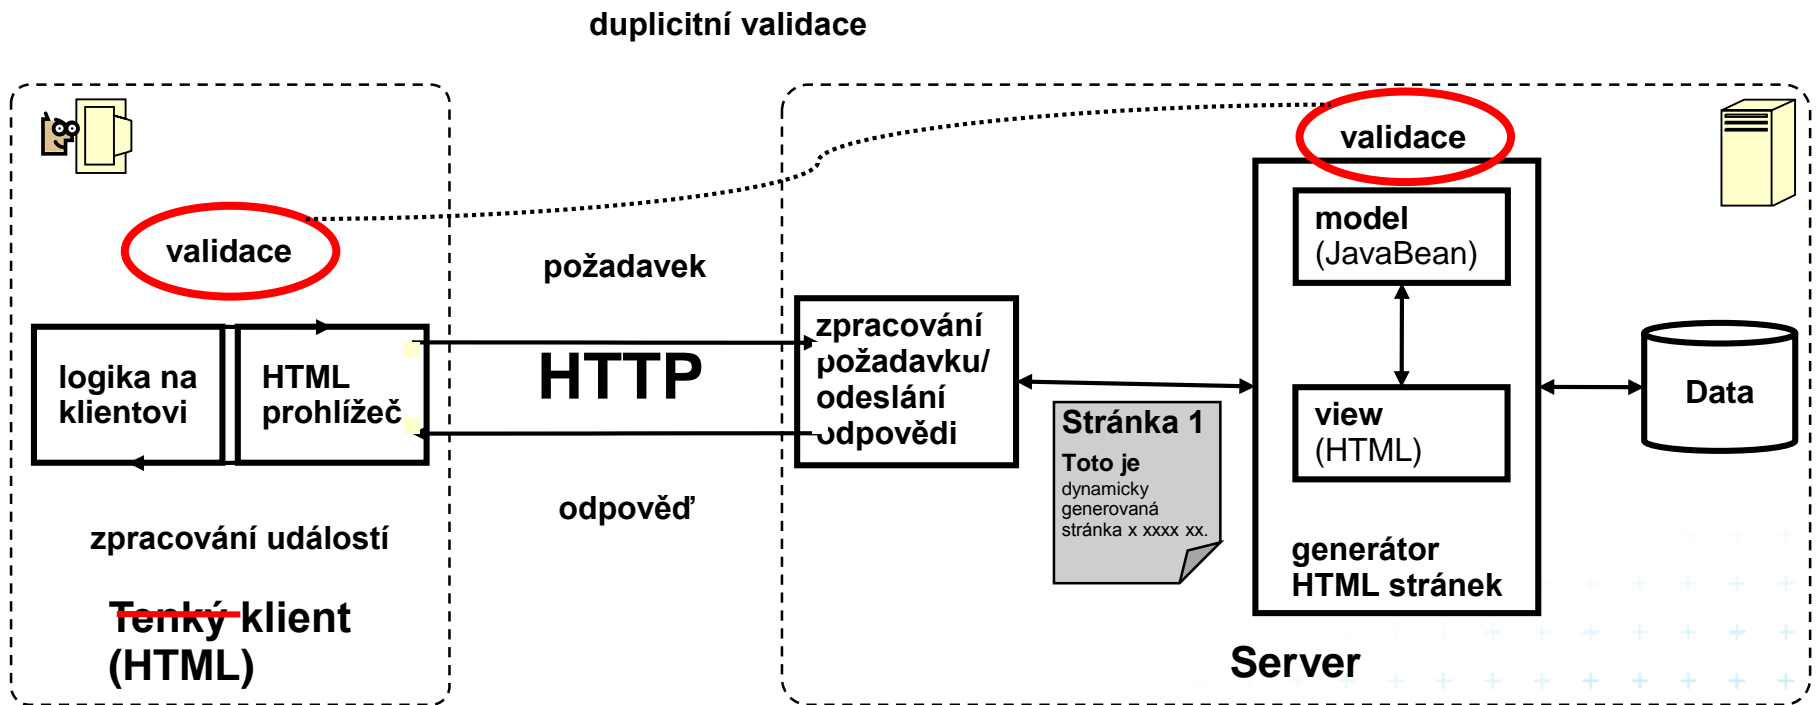 duplicitní validace
validace
logika na
klientovi
HTML
prohlížeč
zpracování událostí
Tenký klient
(HTML)
požadavek
HTTP
odpověď
zpracování
požadavku/
odeslání
odpovědi
Stránka 1
Toto je
dynamicky
generovaná
stránka x xxxx xx.
validace
model
(JavaBean)
view
(HTML)
generátor
HTML stránek
Data
Server